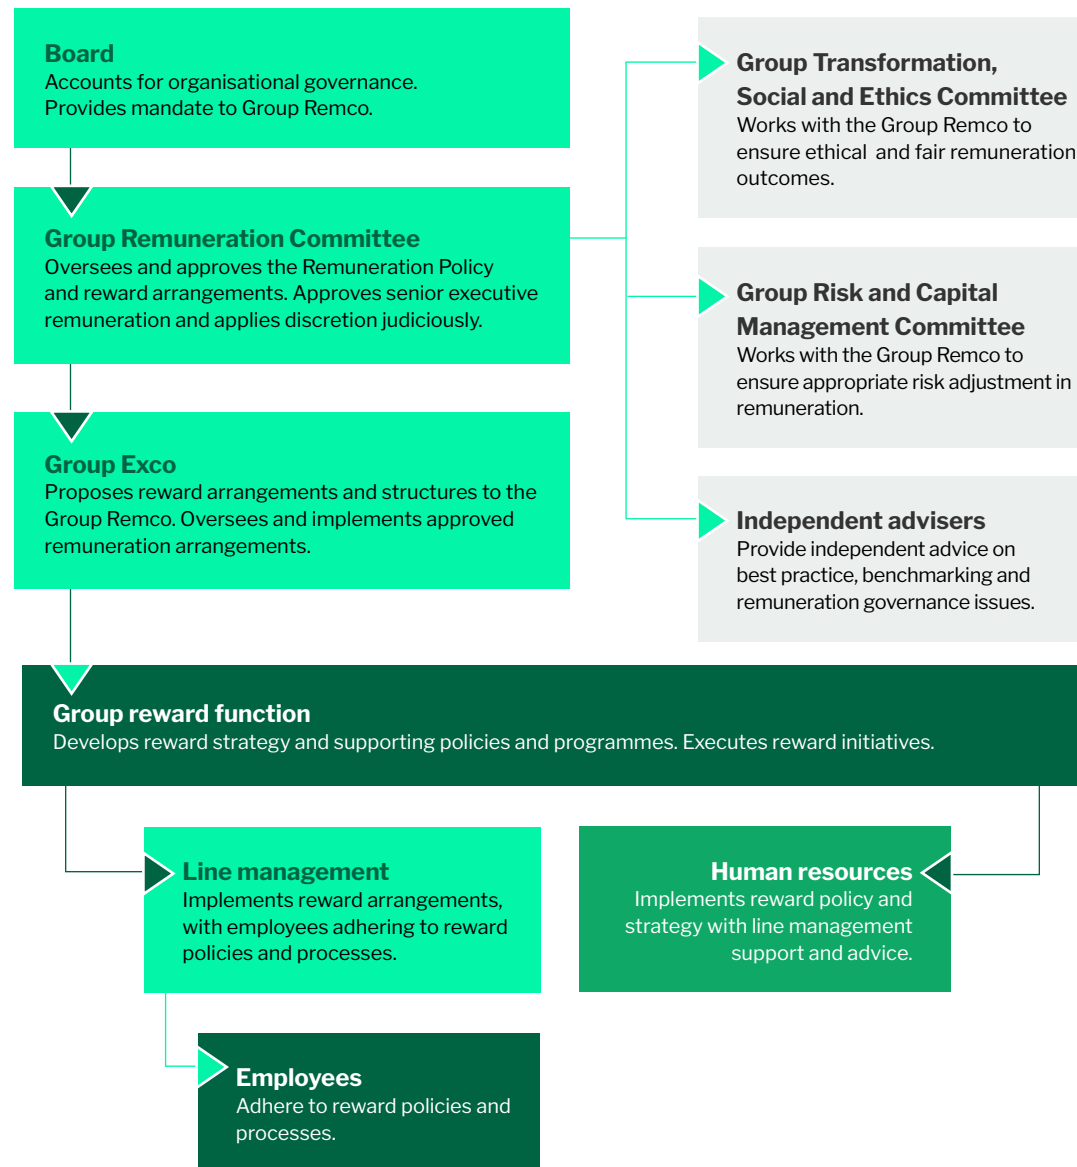 Board
Accounts for organisational governance.
Provides mandate to Group Remco.
Group Remuneration Committee
Oversees and approves the Remuneration Policy
and reward arrangements. Approves senior executive
remuneration and applies discretion judiciously.
Group Exco
Proposes reward arrangements and structures to the
Group Remco. Oversees and implements approved
remuneration arrangements.
Group Transformation,
Social and Ethics Committee
Works with the Group Remco to
ensure ethical and fair remuneration
outcomes.
Group Risk and Capital
Management Committee
Works with the Group Remco to
ensure appropriate risk adjustment in
remuneration.
Independent advisers
Provide independent advice on
best practice, benchmarking and
remuneration governance issues.
Group reward function
Develops reward strategy and supporting policies and programmes. Executes reward initiatives.
Line management
Implements reward arrangements,
with employees adhering to reward
policies and processes.
Human resources
Implements reward policy and
strategy with line management
support and advice.
Employees
Adhere to reward policies and
processes.